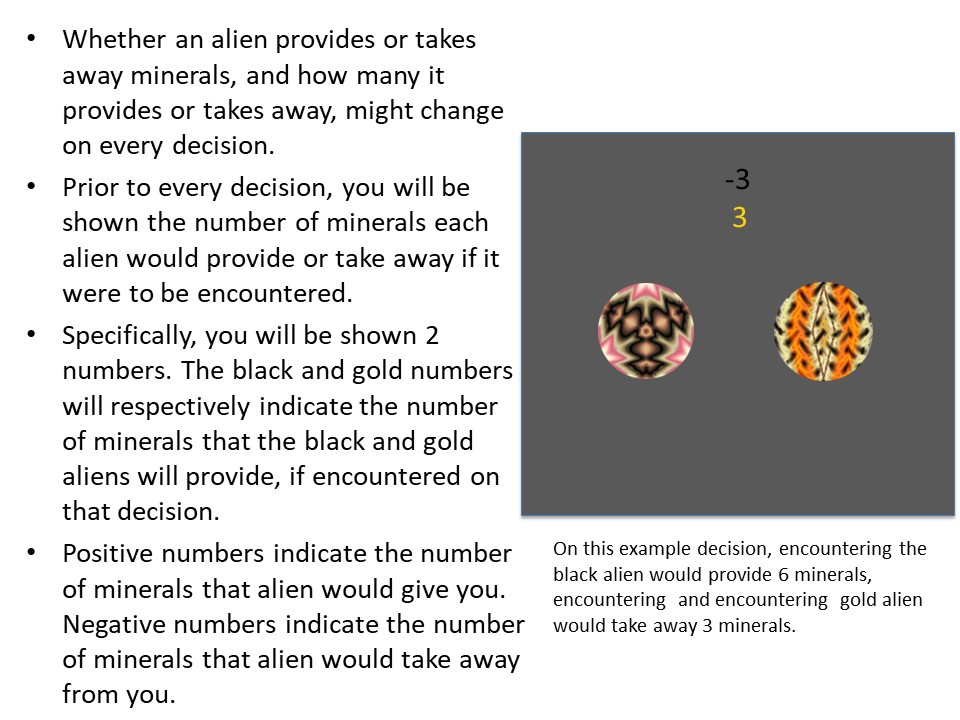 • Whether an alien provides or takes
away minerals, and how many it
provides or takes away, might change
on every decision.
• Prior to every decision, you will be
shown the number of minerals each
alien would provide or take away if it
were to be encountered.
• Specifically, you will be shown 2
numbers. The black and gold numbers
will respectively indicate the number
of minerals that the black and gold
aliens will provide, if encountered on
that decision.
• Positive numbers indicate the number
of minerals that alien would give you.
Negative numbers indicate the number
of minerals that alien would take away
from you.
-3
3
On this example decision, encountering the
black alien would provide 6 minerals,
encountering and encountering gold alien
would take away 3 minerals.